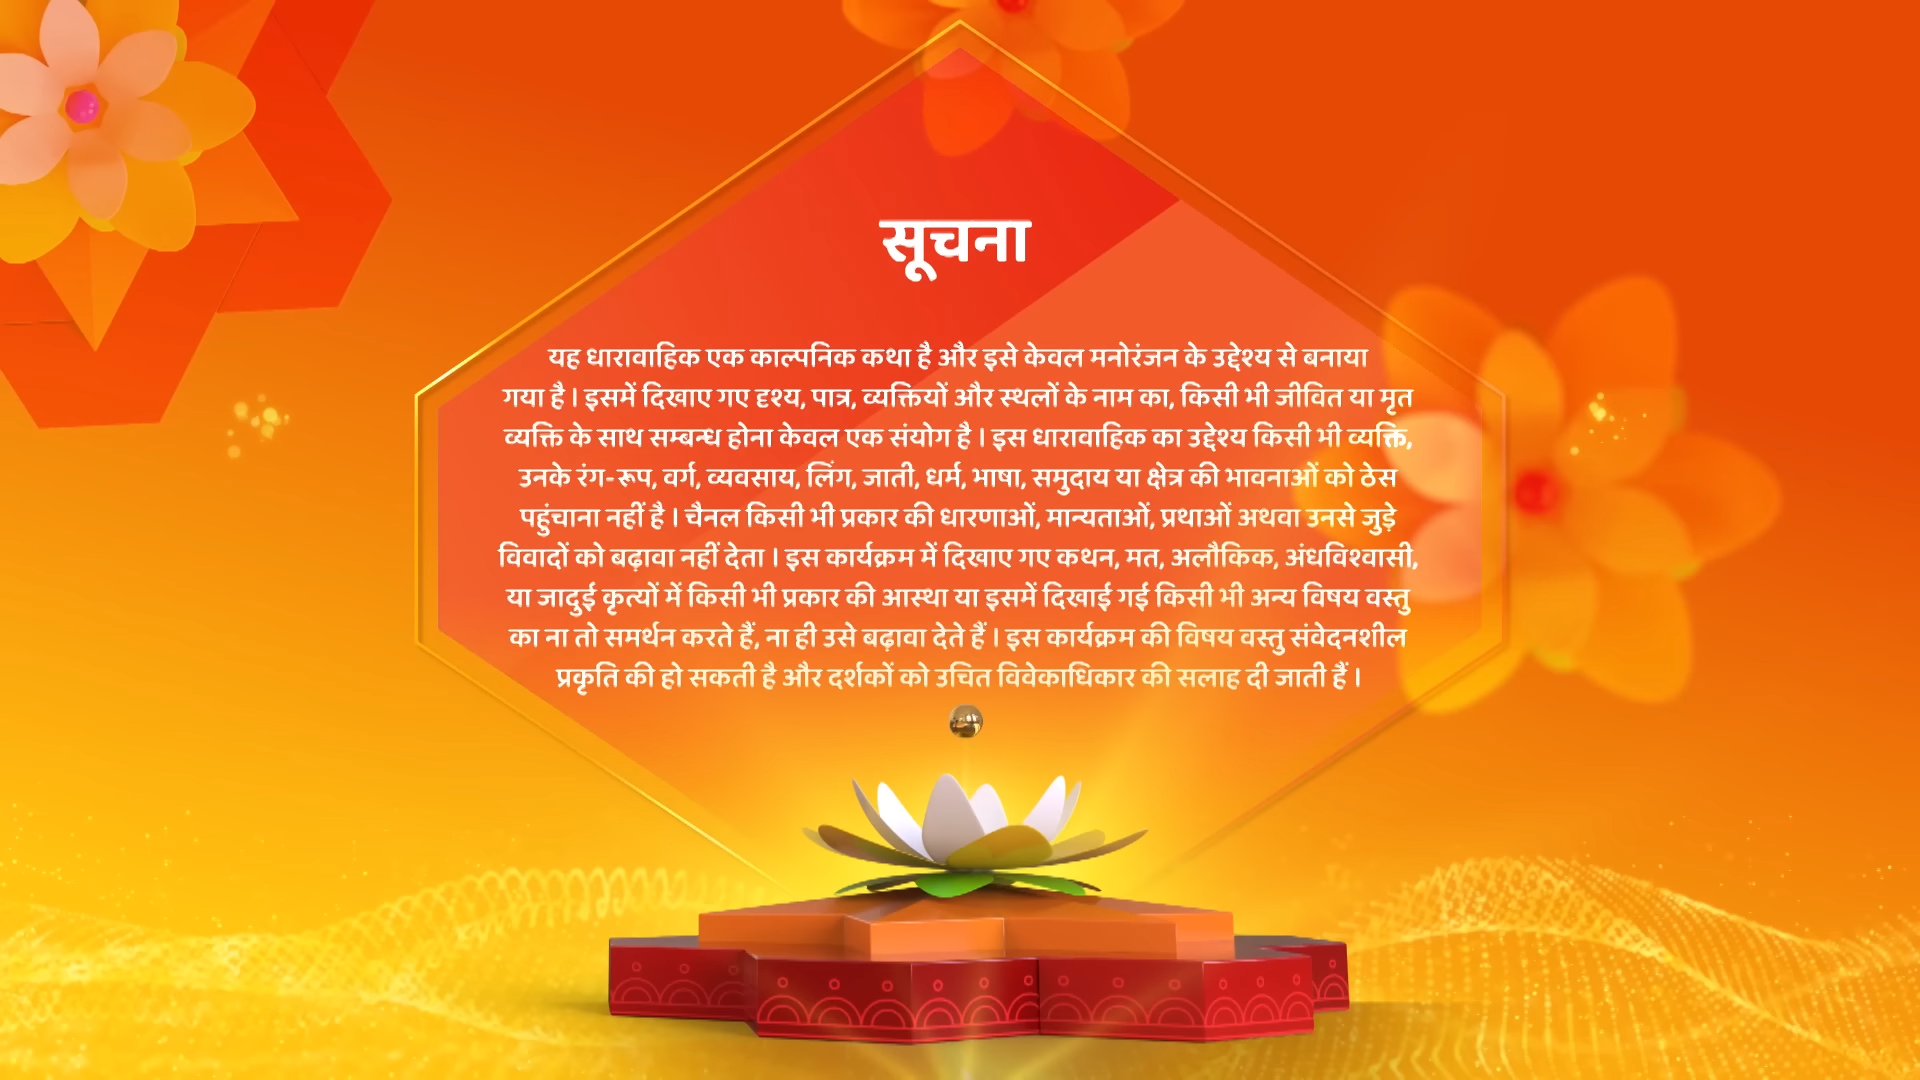 सूचना
यह धारावाहिक एक काल्पनिक कथा है और इसे केवल मनोरंजन के उद्देश्य से बनाया
गया है । इसमें दिखाए गए दृश्य, पात्र, व्यक्तियों और स्थलों के नाम का, किसी भी जीवित या मृत
व्यक्ति के साथ सम्बन्ध होना केवल एक संयोग है । इस धारावाहिक का उद्देश्य किसी भी व्यक्ति,
उनके रंग-रूप, वर्ग, व्यवसाय, लिंग, जाती, धर्म, भाषा, समुदाय या क्षेत्र की भावनाओं को ठेस
पहुंचाना नहीं है । चैनल किसी भी प्रकार की धारणाओं, मान्यताओं, प्रथाओं अथवा उनसे जुड़े
विवादों को बढ़ावा नहीं देता । इस कार्यक्रम में दिखाए गए कथन, मत, अलौकिक, अंधविश्वासी,
या जादुई कृत्यों में किसी भी प्रकार की आस्था या इसमें दिखाई गई किसी भी अन्य विषय वस्तु
का ना तो समर्थन करते हैं, ना ही उसे बढ़ावा देते हैं । इस कार्यक्रम की विषय वस्तु संवेदनशील
प्रकृति की हो सकती है और दर्शकों को उचित विवेकाधिकार की सलाह दी जाती हैं ।